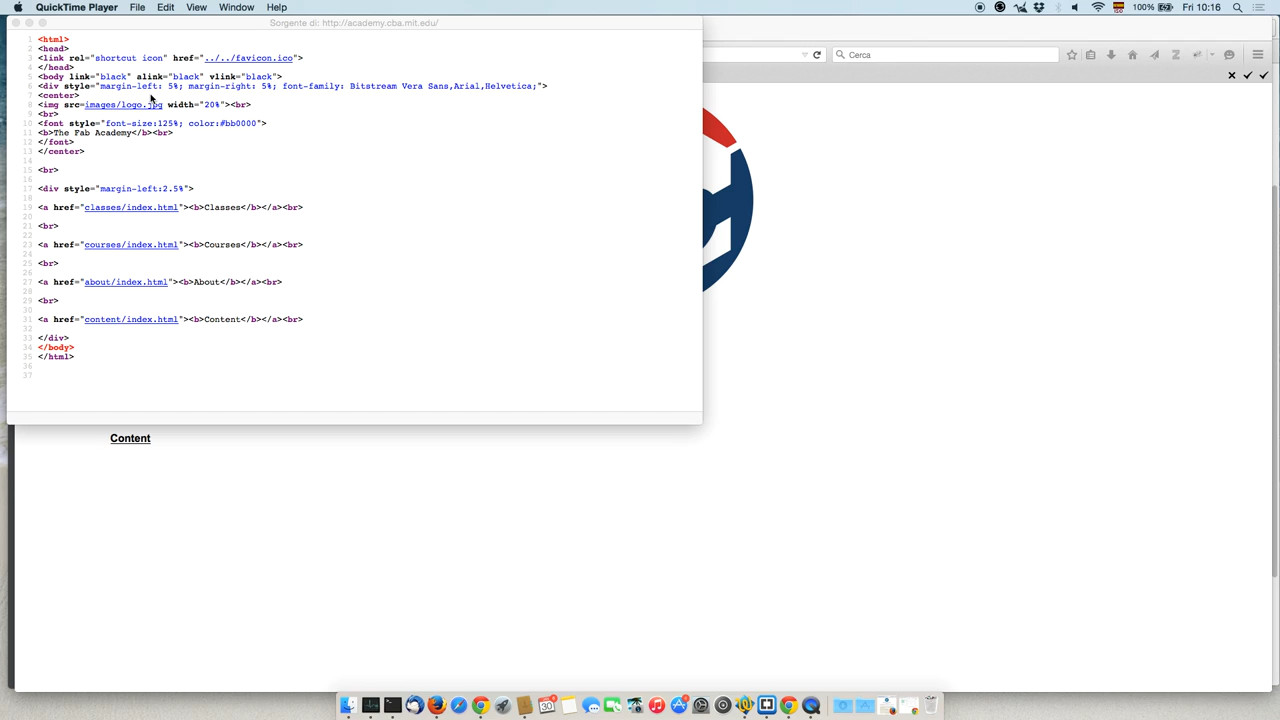 QuickTime Player File Edit View Window Help
100% Fri 10:16
Sorgente di: http://academy.cba.mit.edu/
Cerca
1 <html>
2 <head>
3 <link rel="shortcut icon" href="../../favicon.ico">
4 </head>
5 <body link="black" alink="black" vlink="black">
6 <div style="margin-left: 5%; margin-right: 5%; font-family: Bitstream Vera Sans,Arial,Helvetica;">
7 <center>
8 <img src=images/logo.jpg width="20%"><br>
9 <br>
10 <font style="font-size:125%; color:#bb0000">
11 <b>The Fab Academy</b><br>
12 </font>
13 </center>
14
15 <br>
16
17 <div style="margin-left:2.5%">
18
19 <a href="classes/index.html"><b>Classes</b></a><br>
20
21 <br>
22
23 <a href="courses/index.html"><b>Courses</b></a><br>
24
25 <br>
26
27 <a href="about/index.html"><b>About</b></a><br>
28
29 <br>
30
31 <a href="content/index.html"><b>Content</b></a><br>
32
33 </div>
34 </body>
35 </html>
36
37
Content
30